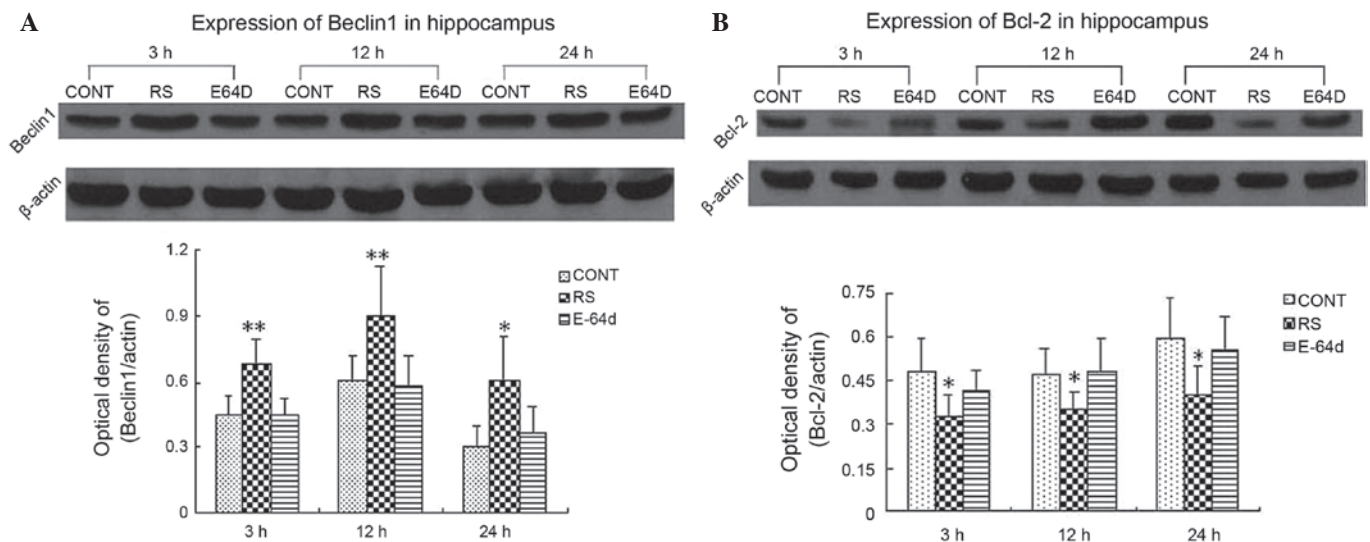 A
Expression of Beclin1 in hippocampus
3 h 12 h 24 h
CONT RS E64D CONT RS E64D CONT RS E64D
Beclin1
β-actin
1.2
0.9
0.6
0.3
0
Optical density of
(Beclin1/actin)
** ** *
CONT
RS
E-64d
3 h 12 h 24 h
B
Expression of Bcl-2 in hippocampus
3 h 12 h 24 h
CONT RS E64D CONT RS E64D CONT RS E64D
Bcl-2
β-actin
0.75
0.6
0.45
0.3
0.15
0
Optical density of
(Bcl-2/actin)
* * *
CONT
RS
E-64d
3 h 12 h 24 h